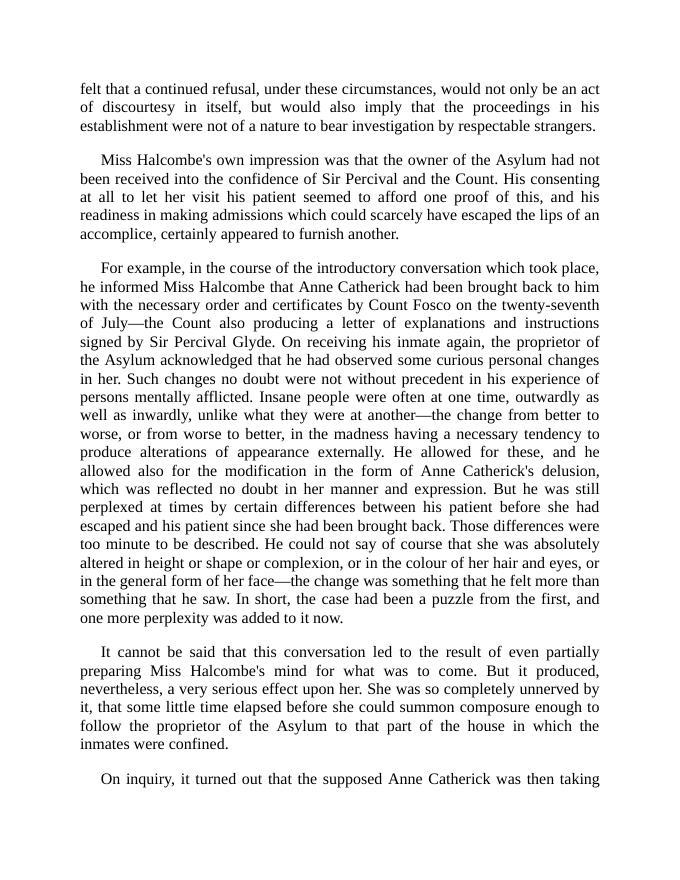 felt that a continued refusal, under these circumstances, would not only be an act
of discourtesy in itself, but would also imply that the proceedings in his
establishment were not of a nature to bear investigation by respectable strangers.
Miss Halcombe's own impression was that the owner of the Asylum had not
been received into the confidence of Sir Percival and the Count. His consenting
at all to let her visit his patient seemed to afford one proof of this, and his
readiness in making admissions which could scarcely have escaped the lips of an
accomplice, certainly appeared to furnish another.
For example, in the course of the introductory conversation which took place,
he informed Miss Halcombe that Anne Catherick had been brought back to him
with the necessary order and certificates by Count Fosco on the twenty-seventh
of July—the Count also producing a letter of explanations and instructions
signed by Sir Percival Glyde. On receiving his inmate again, the proprietor of
the Asylum acknowledged that he had observed some curious personal changes
in her. Such changes no doubt were not without precedent in his experience of
persons mentally afflicted. Insane people were often at one time, outwardly as
well as inwardly, unlike what they were at another—the change from better to
worse, or from worse to better, in the madness having a necessary tendency to
produce alterations of appearance externally. He allowed for these, and he
allowed also for the modification in the form of Anne Catherick's delusion,
which was reflected no doubt in her manner and expression. But he was still
perplexed at times by certain differences between his patient before she had
escaped and his patient since she had been brought back. Those differences were
too minute to be described. He could not say of course that she was absolutely
altered in height or shape or complexion, or in the colour of her hair and eyes, or
in the general form of her face—the change was something that he felt more than
something that he saw. In short, the case had been a puzzle from the first, and
one more perplexity was added to it now.
It cannot be said that this conversation led to the result of even partially
preparing Miss Halcombe's mind for what was to come. But it produced,
nevertheless, a very serious effect upon her. She was so completely unnerved by
it, that some little time elapsed before she could summon composure enough to
follow the proprietor of the Asylum to that part of the house in which the
inmates were confined.
On inquiry, it turned out that the supposed Anne Catherick was then taking